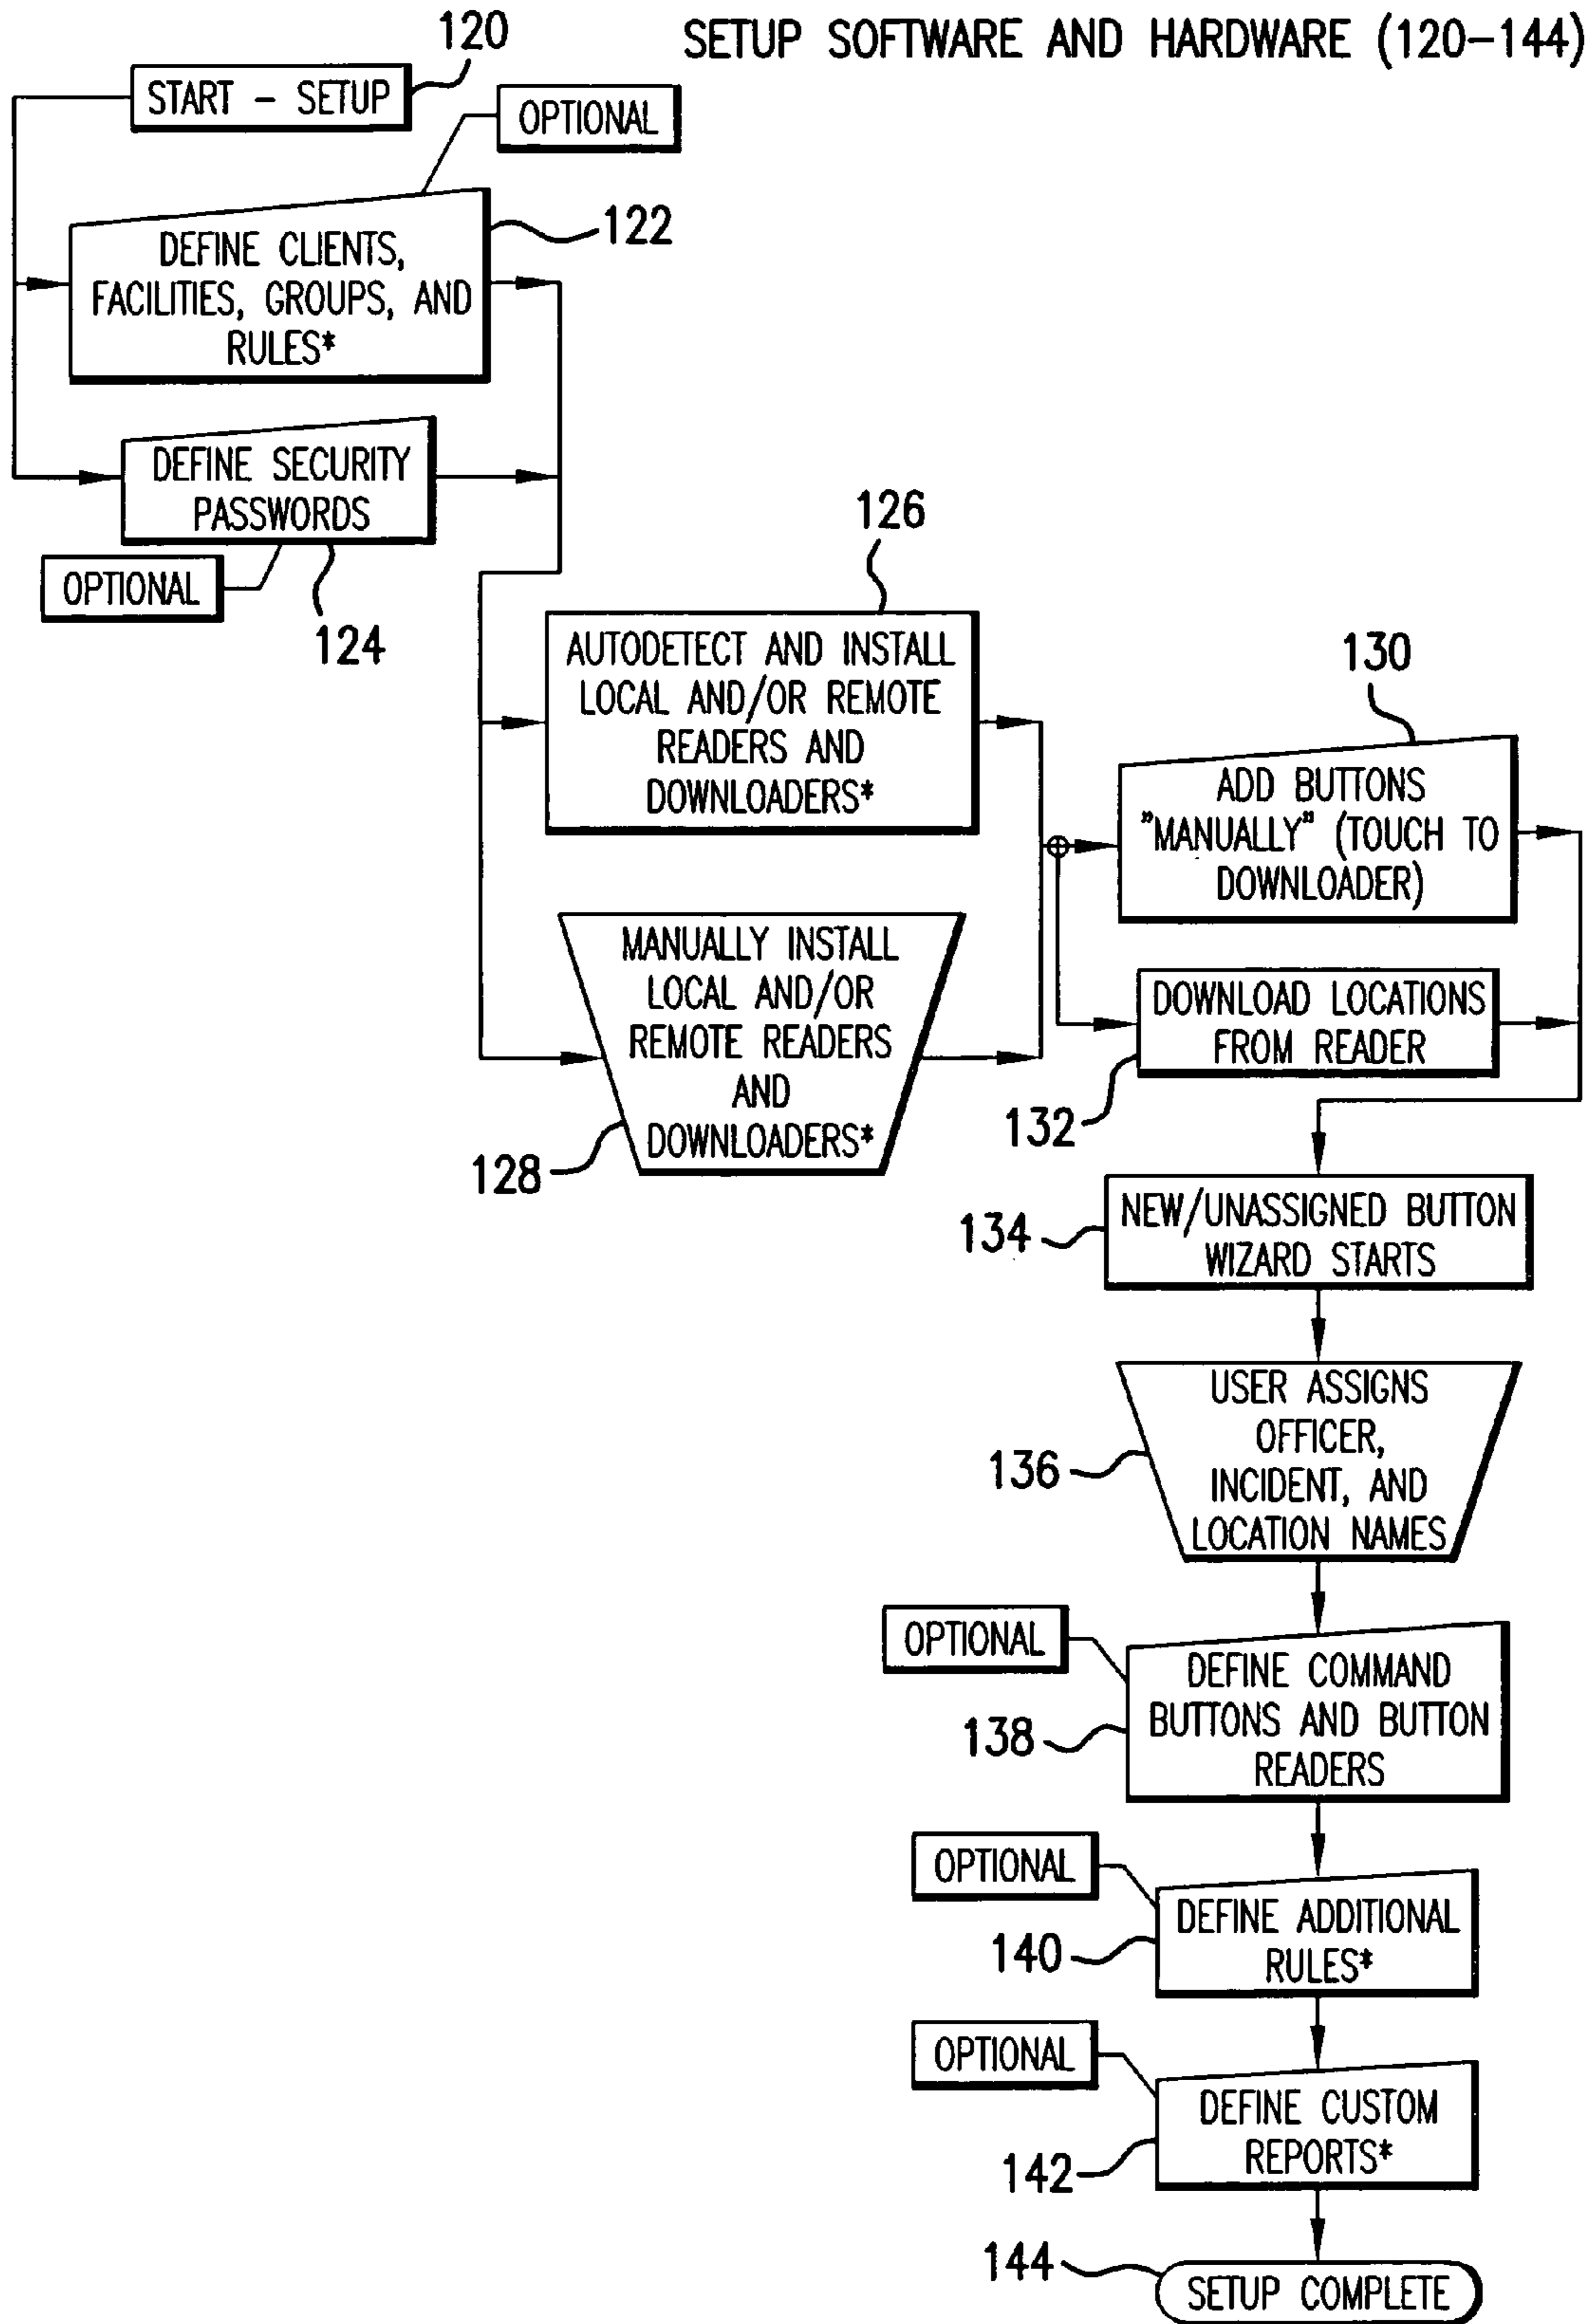 120
SETUP SOFTWARE AND HARDWARE (120-144)
START - SETUP
OPTIONAL
122
DEFINE CLIENTS,
FACILITIES, GROUPS, AND
RULES*
DEFINE SECURITY
PASSWORDS
OPTIONAL
124
126
AUTODETECT AND INSTALL
LOCAL AND/OR REMOTE
READERS AND
DOWNLOADERS*
130
ADD BUTTONS
"MANUALLY" (TOUCH TO
DOWNLOADER)
MANUALLY INSTALL
LOCAL AND/OR
REMOTE READERS
AND
DOWNLOADERS*
128
DOWNLOAD LOCATIONS
FROM READER
132
134
NEW/UNASSIGNED BUTTON
WIZARD STARTS
136
USER ASSIGNS
OFFICER,
INCIDENT, AND
LOCATION NAMES
OPTIONAL
138
DEFINE COMMAND
BUTTONS AND BUTTON
READERS
OPTIONAL
140
DEFINE ADDITIONAL
RULES*
OPTIONAL
142
DEFINE CUSTOM
REPORTS*
144
SETUP COMPLETE